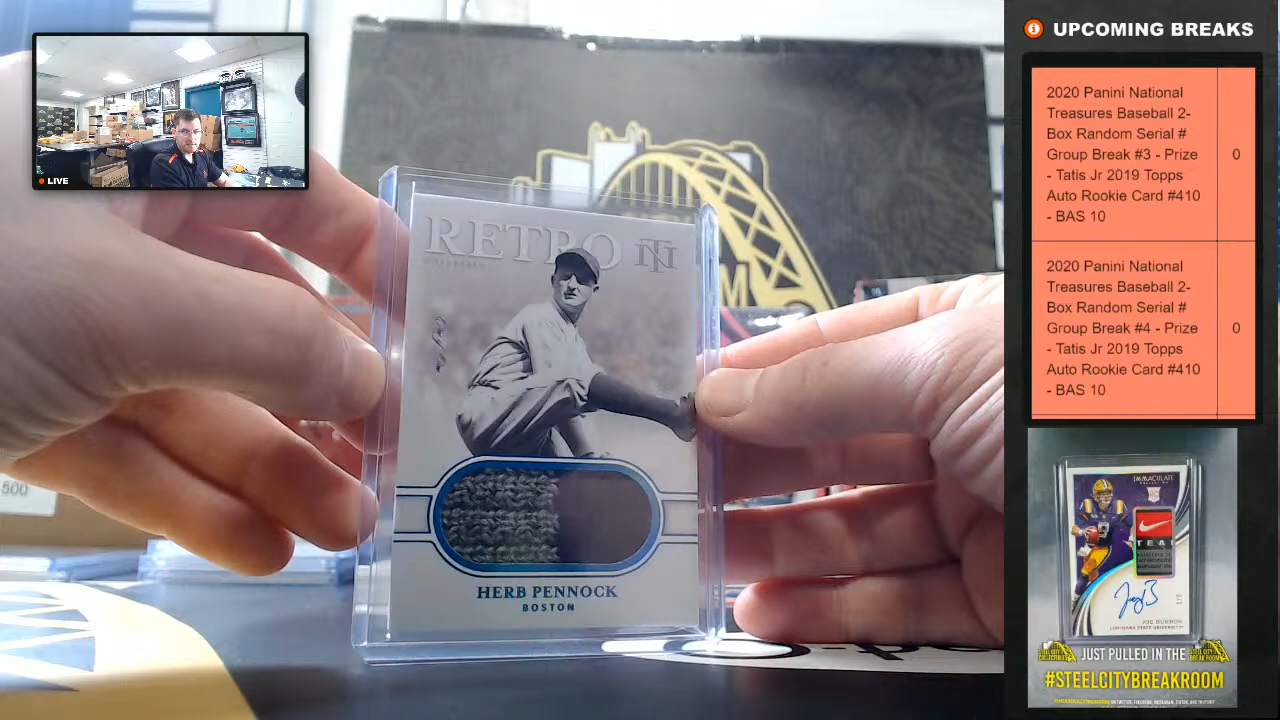 LIVE
RETRO
NT
HERB PENNOCK
BOSTON
500
UPCOMING BREAKS
2020 Panini National
Treasures Baseball 2-
Box Random Serial #
Group Break #3 - Prize
- Tatis Jr 2019 Topps
Auto Rookie Card #410
- BAS 10
0
2020 Panini National
Treasures Baseball 2-
Box Random Serial #
Group Break #4 - Prize
- Tatis Jr 2019 Topps
Auto Rookie Card #410
- BAS 10
0
IMMACULATE
TEA
JOE BURROW
LOUISIANA STATE UNIVERSITY
JUST PULLED IN THE
#STEELCITYBREAKROOM